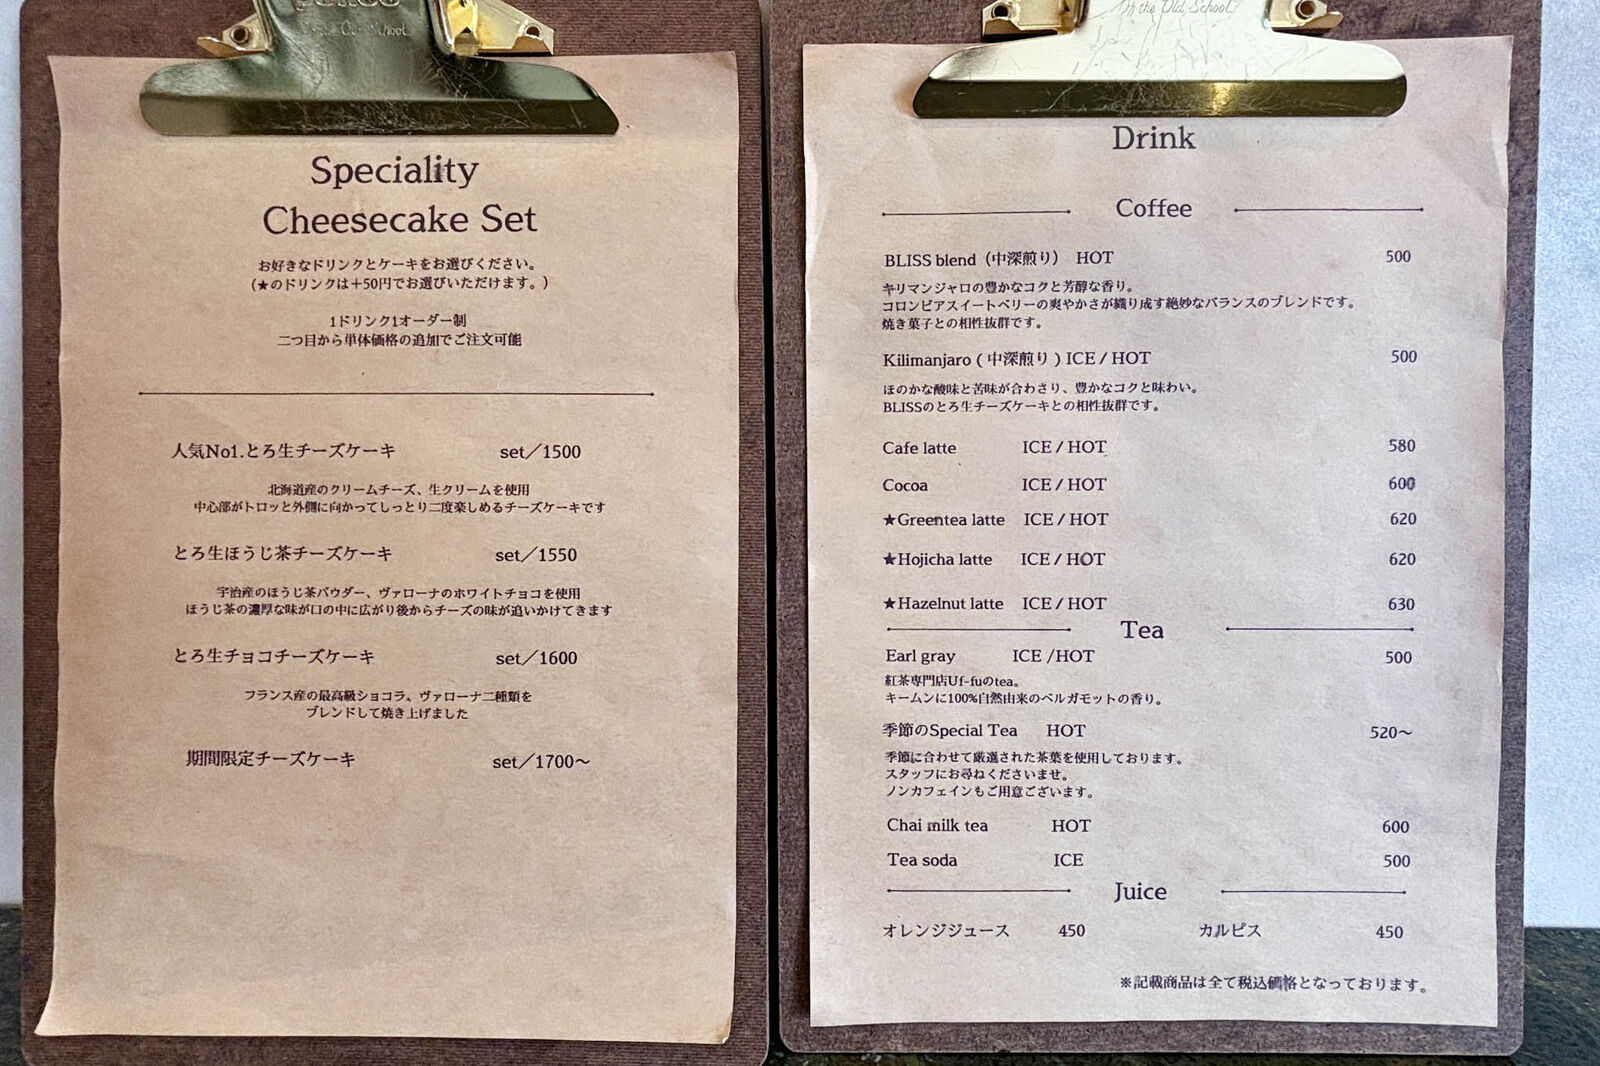 of the Old School
Speciality
Cheesecake Set
お好きなドリンクとケーキをお選びください。
(★のドリンクは+50円でお選びいただけます。)
1ドリンク1オーダー制
二つ目から単体価格の追加でご注文可能
人気No1.とろ生チーズケーキ set／1500
北海道産のクリームチーズ、生クリームを使用
中心部がトロッと外側に向かってしっとり二度楽しめるチーズケーキです
とろ生ほうじ茶チーズケーキ set／1550
宇治産のほうじ茶パウダー、ヴァローナのホワイトチョコを使用
ほうじ茶の濃厚な味が口の中に広がり後からチーズの味が追いかけてきます
とろ生チョコチーズケーキ set／1600
フランス産の最高級ショコラ、ヴァローナ二種類を
ブレンドして焼き上げました
期間限定チーズケーキ set／1700〜
of the Old School
Drink
Coffee
BLISS blend（中深煎り） HOT 500
キリマンジャロの豊かなコクと芳醇な香り。
コロンビアスイートベリーの爽やかさが織り成す絶妙なバランスのブレンドです。
焼き菓子との相性抜群です。
Kilimanjaro ( 中深煎り ) ICE / HOT 500
ほのかな酸味と苦味が合わさり、豊かなコクと味わい。
BLISSのとろ生チーズケーキとの相性抜群です。
Cafe latte ICE / HOT 580
Cocoa ICE / HOT 600
★Greentea latte ICE / HOT 620
★Hojicha latte ICE / HOT 620
★Hazelnut latte ICE / HOT 630
Tea
Earl gray ICE /HOT 500
紅茶専門店Uf-fuのtea。
キームンに100%自然由来のベルガモットの香り。
季節のSpecial Tea HOT 520〜
季節に合わせて厳選された茶葉を使用しております。
スタッフにお尋ねくださいませ。
ノンカフェインもご用意ございます。
Chai milk tea HOT 600
Tea soda ICE 500
Juice
オレンジジュース 450 カルピス 450
※記載商品は全て税込価格となっております。